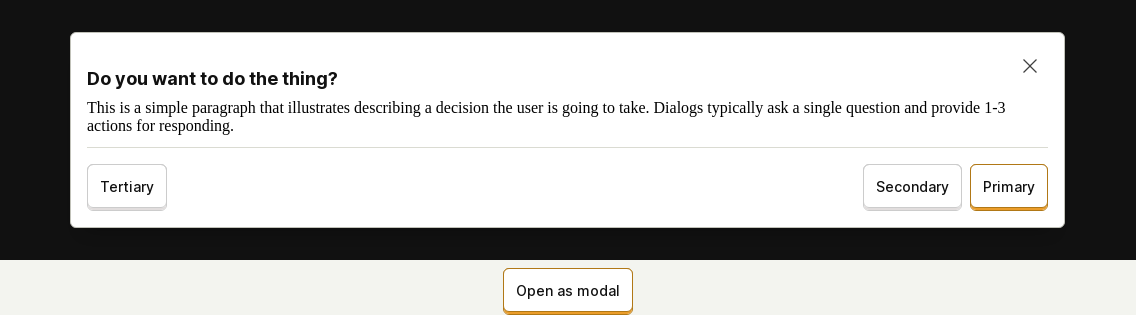 Do you want to do the thing?
This is a simple paragraph that illustrates describing a decision the user is going to take. Dialogs typically ask a single question and provide 1-3
actions for responding.
Tertiary
Secondary
Primary
Open as modal